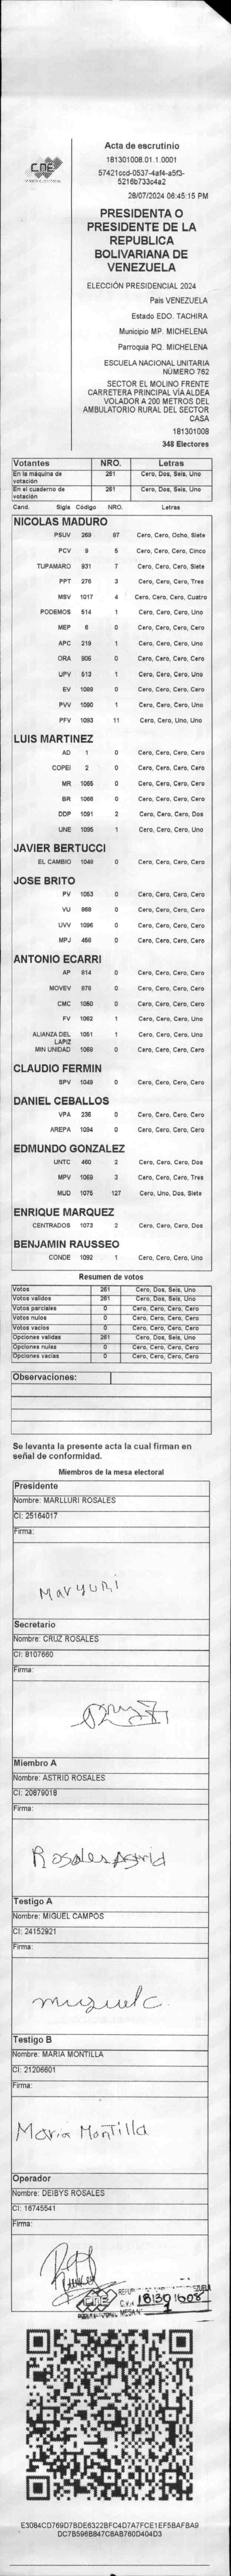 Acta de escrutinio
CNE
181301008.01.1.0001
57421ccd-0537-4af4-a5f3-
5216b733c4a2
28/07/2024 06:45:15 PM
PRESIDENTA O
PRESIDENTE DE LA
REPUBLICA
BOLIVARIANA DE
VENEZUELA
ELECCIÓN PRESIDENCIAL 2024
Pais VENEZUELA
Estado EDO. TACHIRA
Municipio MP. MICHELENA
Parroquia PQ. MICHELENA
ESCUELA NACIONAL UNITARIA
NÚMERO 762
SECTOR EL MOLINO FRENTE
CARRETERA PRINCIPAL VIA ALDEA
VOLADOR A 200 METROS DEL
AMBULATORIO RURAL DEL SECTOR
CASA
181301008
348 Electores
Votantes NRO. Letras
En la máquina de votación 261 Cero, Dos, Seis, Uno
En el cuaderno de votación 261 Cero, Dos, Seis, Uno
Cand. Sigla Código NRO. Letras
NICOLAS MADURO
PSUV 269 87 Cero, Cero, Ocho, Siete
PCV 9 5 Cero, Cero, Cero, Cinco
TUPAMARO 931 7 Cero, Cero, Cero, Siete
PPT 276 3 Cero, Cero, Cero, Tres
MSV 1017 4 Cero, Cero, Cero, Cuatro
PODEMOS 514 1 Cero, Cero, Cero, Uno
MEP 6 0 Cero, Cero, Cero, Cero
APC 219 1 Cero, Cero, Cero, Uno
ORA 806 0 Cero, Cero, Cero, Cero
UPV 513 1 Cero, Cero, Cero, Uno
EV 1089 0 Cero, Cero, Cero, Cero
PVV 1090 1 Cero, Cero, Cero, Uno
PFV 1093 11 Cero, Cero, Uno, Uno
LUIS MARTINEZ
AD 1 0 Cero, Cero, Cero, Cero
COPEI 2 0 Cero, Cero, Cero, Cero
MR 1065 0 Cero, Cero, Cero, Cero
BR 1066 0 Cero, Cero, Cero, Cero
DDP 1091 2 Cero, Cero, Cero, Dos
UNE 1095 1 Cero, Cero, Cero, Uno
JAVIER BERTUCCI
EL CAMBIO 1048 0 Cero, Cero, Cero, Cero
JOSE BRITO
PV 1053 0 Cero, Cero, Cero, Cero
VU 868 0 Cero, Cero, Cero, Cero
UVV 1096 0 Cero, Cero, Cero, Cero
MPJ 458 0 Cero, Cero, Cero, Cero
ANTONIO ECARRI
AP 814 0 Cero, Cero, Cero, Cero
MOVEV 878 0 Cero, Cero, Cero, Cero
CMC 1050 0 Cero, Cero, Cero, Cero
FV 1062 1 Cero, Cero, Cero, Uno
ALIANZA DEL LAPIZ 1051 1 Cero, Cero, Cero, Uno
MIN UNIDAD 1069 0 Cero, Cero, Cero, Cero
CLAUDIO FERMIN
SPV 1049 0 Cero, Cero, Cero, Cero
DANIEL CEBALLOS
VPA 236 0 Cero, Cero, Cero, Cero
AREPA 1094 0 Cero, Cero, Cero, Cero
EDMUNDO GONZALEZ
UNTC 460 2 Cero, Cero, Cero, Dos
MPV 1059 3 Cero, Cero, Cero, Tres
MUD 1075 127 Cero, Uno, Dos, Siete
ENRIQUE MARQUEZ
CENTRADOS 1073 2 Cero, Cero, Cero, Dos
BENJAMIN RAUSSEO
CONDE 1092 1 Cero, Cero, Cero, Uno
Resumen de votos
Votos 261 Cero, Dos, Seis, Uno
Votos validos 261 Cero, Dos, Seis, Uno
Votos parciales 0 Cero, Cero, Cero, Cero
Votos nulos 0 Cero, Cero, Cero, Cero
Votos vacios 0 Cero, Cero, Cero, Cero
Opciones validas 261 Cero, Dos, Seis, Uno
Opciones nulas 0 Cero, Cero, Cero, Cero
Opciones vacias 0 Cero, Cero, Cero, Cero
Observaciones:
Se levanta la presente acta la cual firman en
señal de conformidad.
Miembros de la mesa electoral
Presidente
Nombre: MARLLURI ROSALES
CI: 25164017
Firma:
Maryuri
Secretario
Nombre: CRUZ ROSALES
CI: 8107660
Firma:
Miembro A
Nombre: ASTRID ROSALES
CI: 20879018
Firma:
Rosales Astrid
Testigo A
Nombre: MIGUEL CAMPOS
CI: 24152921
Firma:
miguel c.
Testigo B
Nombre: MARIA MONTILLA
CI: 21206601
Firma:
Maria Montilla
Operador
Nombre: DEIBYS ROSALES
CI: 16745541
Firma:
CNE
181301008
MESA N° 1
E3084CD769D7BDE6322BFC4D7A7FCE1EF5BAFBA9
DC7B596B847C8AB760D404D3